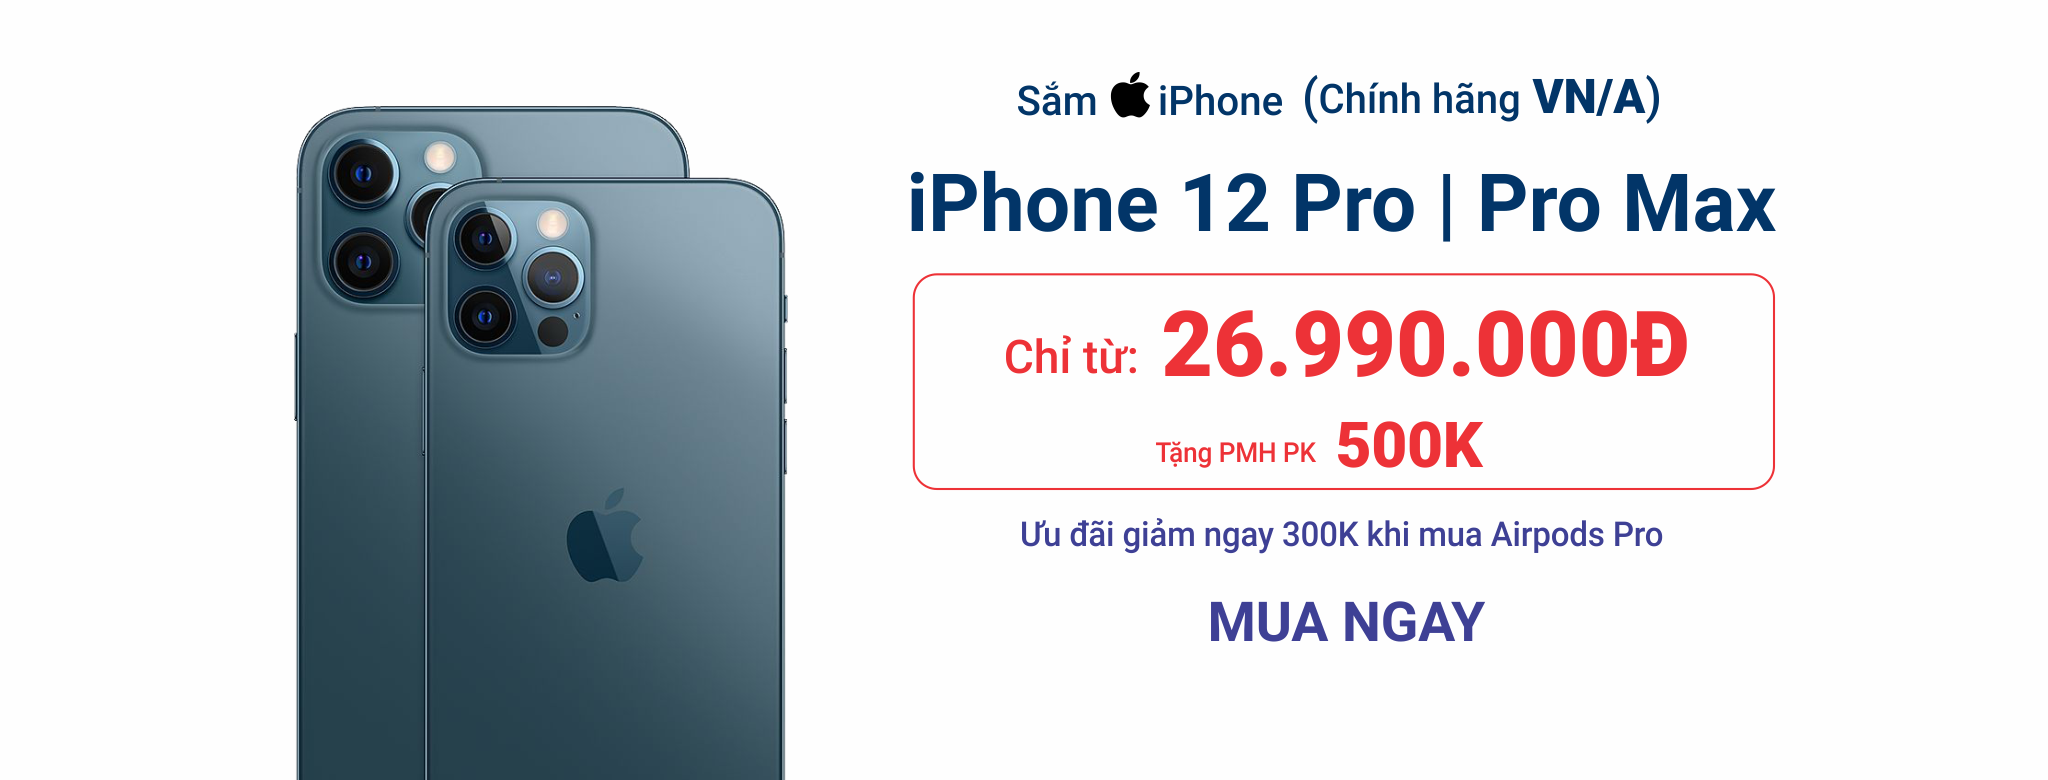 Sắm iPhone (Chính hãng VN/A)
iPhone 12 Pro | Pro Max
Chỉ từ: 26.990.000Đ
Tặng PMH PK 500K
Ưu đãi giảm ngay 300K khi mua Airpods Pro
MUA NGAY